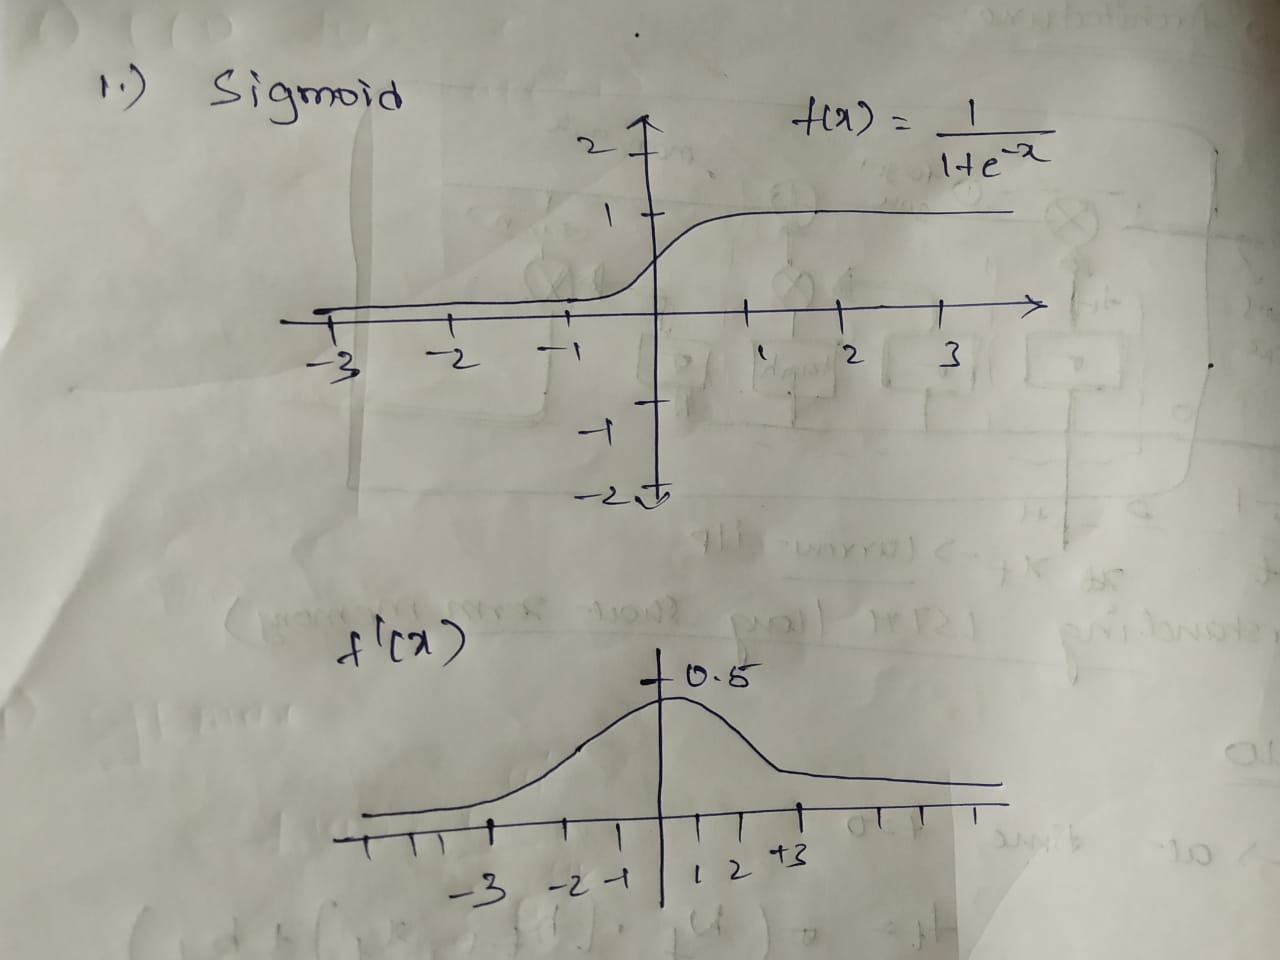 1.) Sigmoid
f(x) = 1 / 1+e^-x
2
1
-3 -2 -1 1 2 3
-1
-2
f'(x)
0.5
-3 -2 -1 1 2 +3